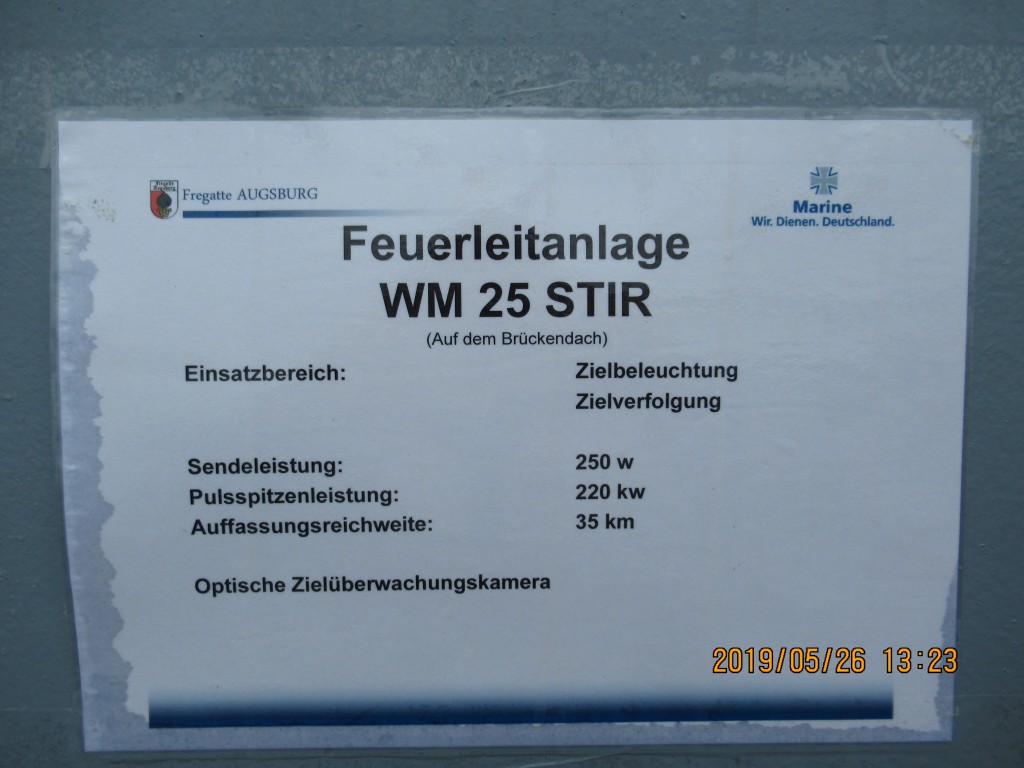 Fregatte AUGSBURG
Marine
Wir. Dienen. Deutschland.
Feuerleitanlage
WM 25 STIR
(Auf dem Brückendach)
Einsatzbereich: Zielbeleuchtung
Zielverfolgung
Sendeleistung: 250 w
Pulsspitzenleistung: 220 kw
Auffassungsreichweite: 35 km
Optische Zielüberwachungskamera
2019/05/26 13:23